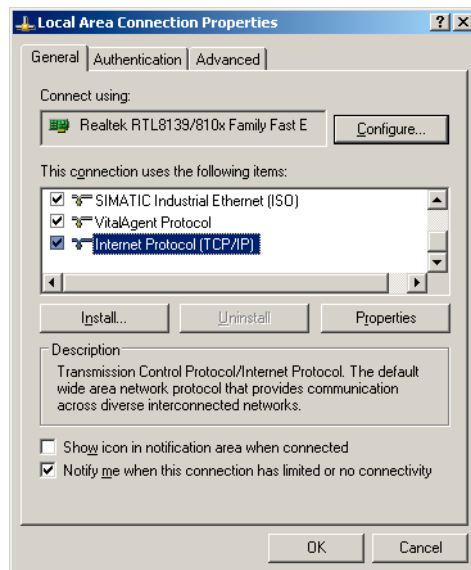 Local Area Connection Properties
General Authentication Advanced
Connect using:
Realtek RTL8139/810x Family Fast E Configure...
This connection uses the following items:
SIMATIC Industrial Ethernet (ISO)
VitalAgent Protocol
Internet Protocol (TCP/IP)
Install... Uninstall Properties
Description
Transmission Control Protocol/Internet Protocol. The default
wide area network protocol that provides communication
across diverse interconnected networks.
Show icon in notification area when connected
Notify me when this connection has limited or no connectivity
OK Cancel